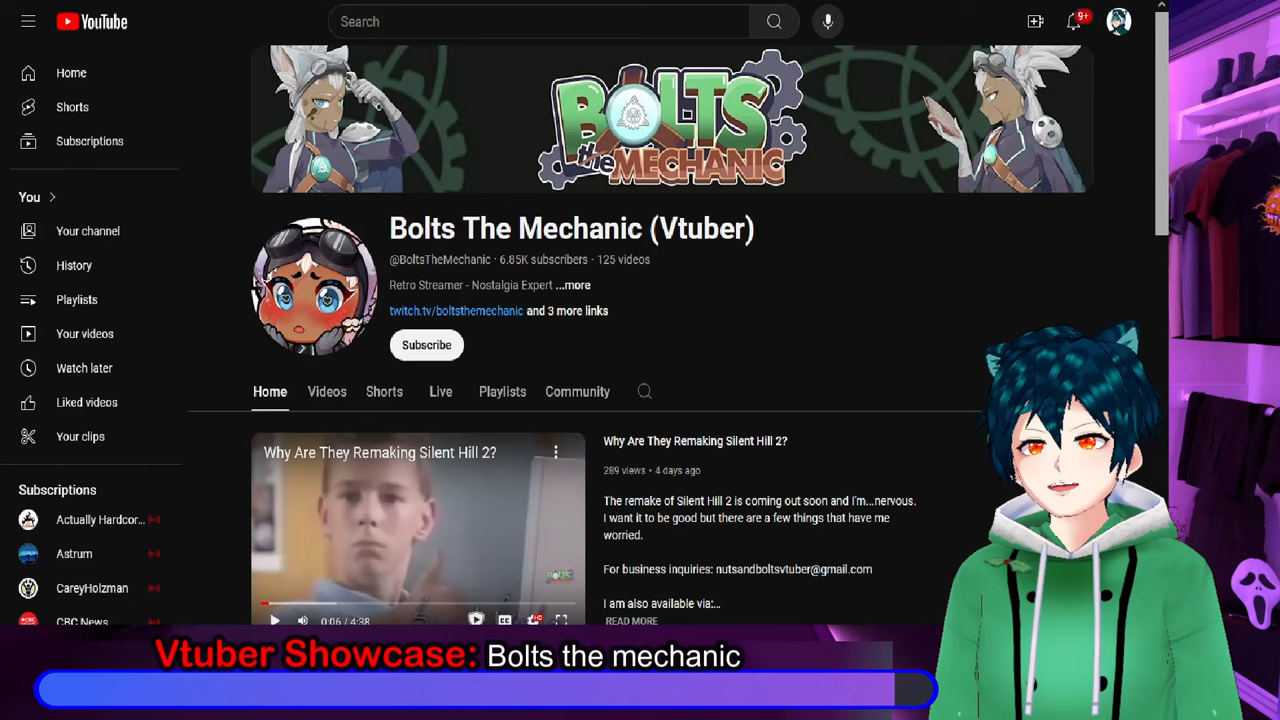 YouTube
Search
9+
Home
Shorts
Subscriptions
You
Your channel
History
Playlists
Your videos
Watch later
Liked videos
Your clips
Subscriptions
Actually Hardcor...
Astrum
CareyHolzman
CBC News
BOLTS
the MECHANIC
Bolts The Mechanic (Vtuber)
@BoltsTheMechanic · 6.85K subscribers · 125 videos
Retro Streamer - Nostalgia Expert ...more
twitch.tv/boltsthemechanic and 3 more links
Subscribe
Home Videos Shorts Live Playlists Community
Why Are They Remaking Silent Hill 2?
0:06 / 4:38
CC
HD
Why Are They Remaking Silent Hill 2?
289 views · 4 days ago
The remake of Silent Hill 2 is coming out soon and I'm...nervous.
I want it to be good but there are a few things that have me
worried.
For business inquiries: nutsandboltsvtuber@gmail.com
I am also available via:...
READ MORE
Vtuber Showcase: Bolts the mechanic